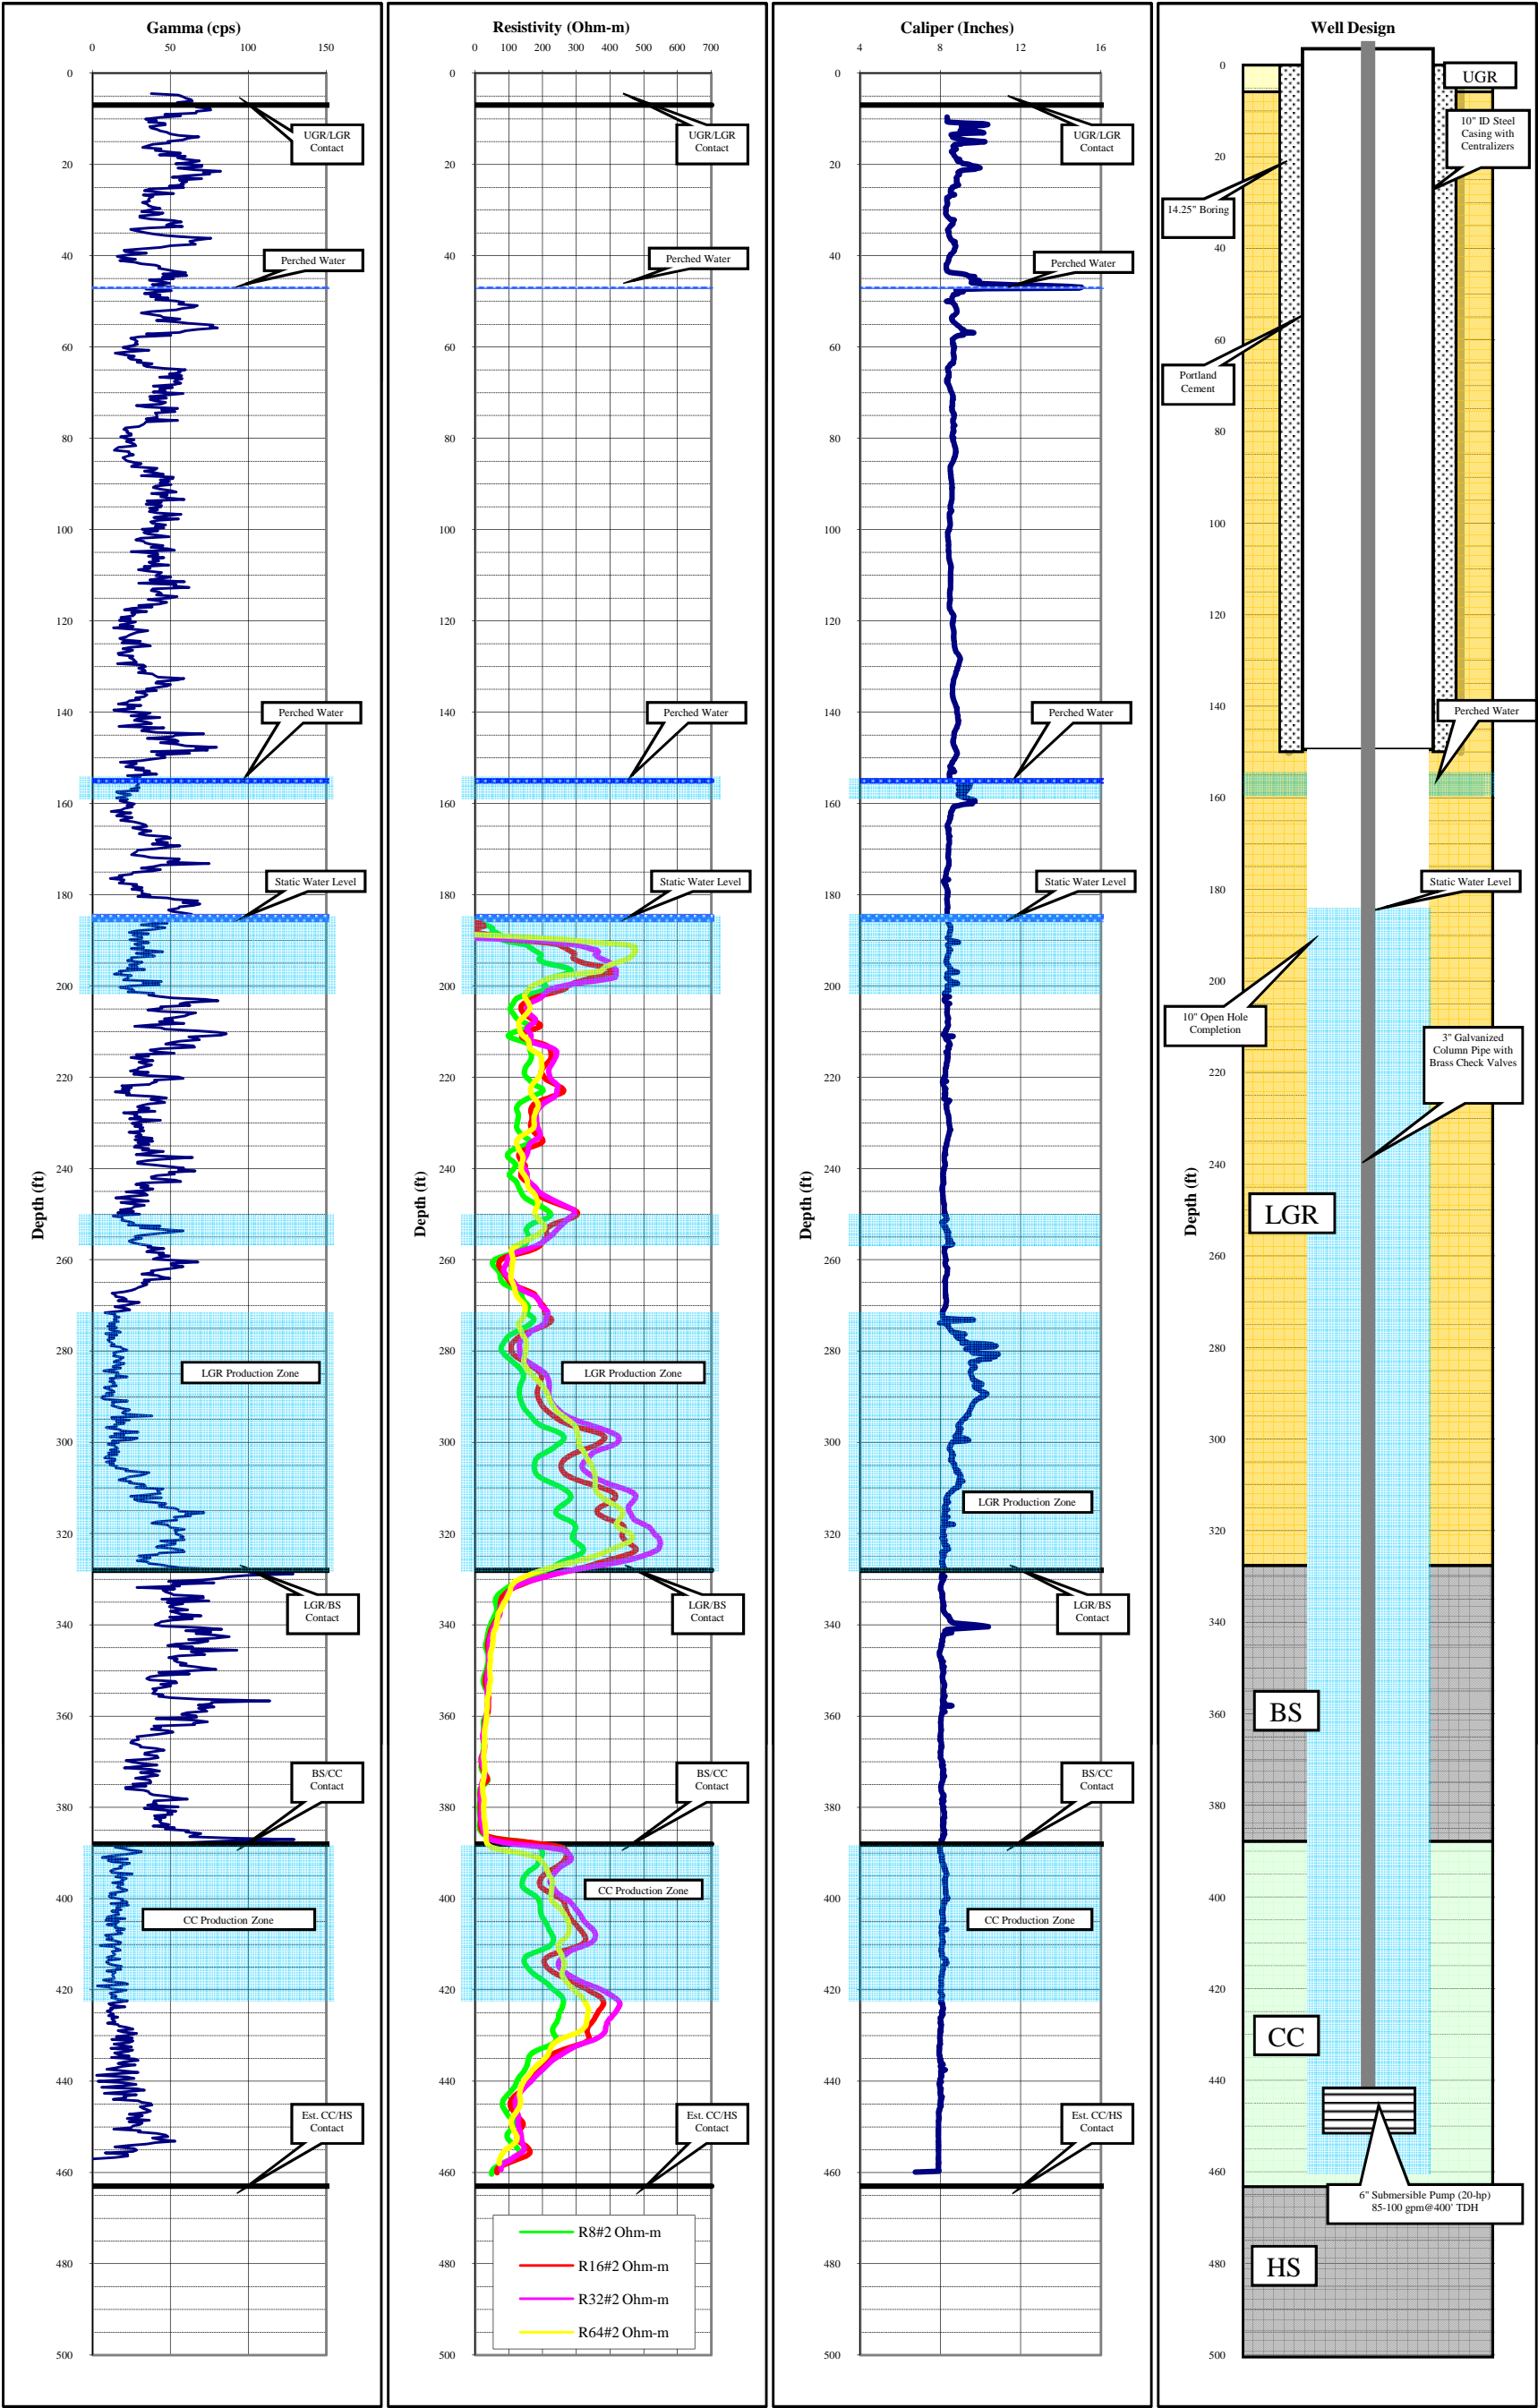 Gamma (cps)
0 50 100 150
0
20
40
60
80
100
120
140
160
180
200
220
240
260
280
300
320
340
360
380
400
420
440
460
480
500
Depth (ft)
UGR/LGR
Contact
Perched Water
Perched Water
Static Water Level
LGR Production Zone
LGR/BS
Contact
BS/CC
Contact
CC Production Zone
Est. CC/HS
Contact
Resistivity (Ohm-m)
0 100 200 300 400 500 600 700
0
20
40
60
80
100
120
140
160
180
200
220
240
260
280
300
320
340
360
380
400
420
440
460
480
500
Depth (ft)
UGR/LGR
Contact
Perched Water
Perched Water
Static Water Level
LGR Production Zone
LGR/BS
Contact
BS/CC
Contact
CC Production Zone
Est. CC/HS
Contact
R8#2 Ohm-m
R16#2 Ohm-m
R32#2 Ohm-m
R64#2 Ohm-m
Caliper (Inches)
4 8 12 16
0
20
40
60
80
100
120
140
160
180
200
220
240
260
280
300
320
340
360
380
400
420
440
460
480
500
Depth (ft)
UGR/LGR
Contact
Perched Water
Perched Water
Static Water Level
LGR Production Zone
LGR/BS
Contact
BS/CC
Contact
CC Production Zone
Est. CC/HS
Contact
Well Design
0
20
40
60
80
100
120
140
160
180
200
220
240
260
280
300
320
340
360
380
400
420
440
460
480
500
Depth (ft)
UGR
10" ID Steel
Casing with
Centralizers
14.25" Boring
Portland
Cement
Perched Water
Static Water Level
10" Open Hole
Completion
3" Galvanized
Column Pipe with
Brass Check Valves
LGR
BS
CC
6" Submersible Pump (20-hp)
85-100 gpm@400' TDH
HS